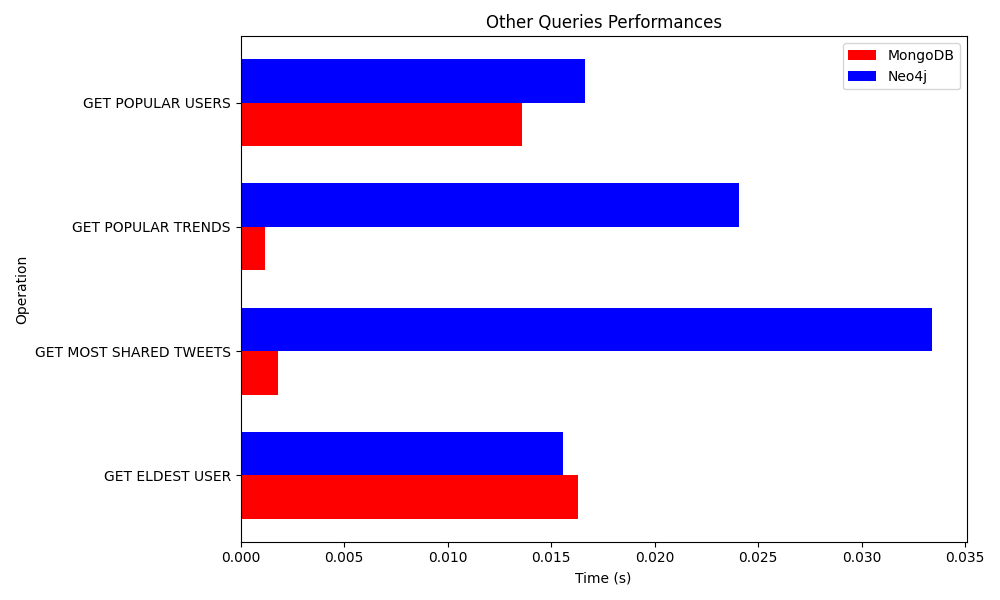 Other Queries Performances
MongoDB
Neo4j
Operation
GET POPULAR USERS
GET POPULAR TRENDS
GET MOST SHARED TWEETS
GET ELDEST USER
0.000 0.005 0.010 0.015 0.020 0.025 0.030 0.035
Time (s)